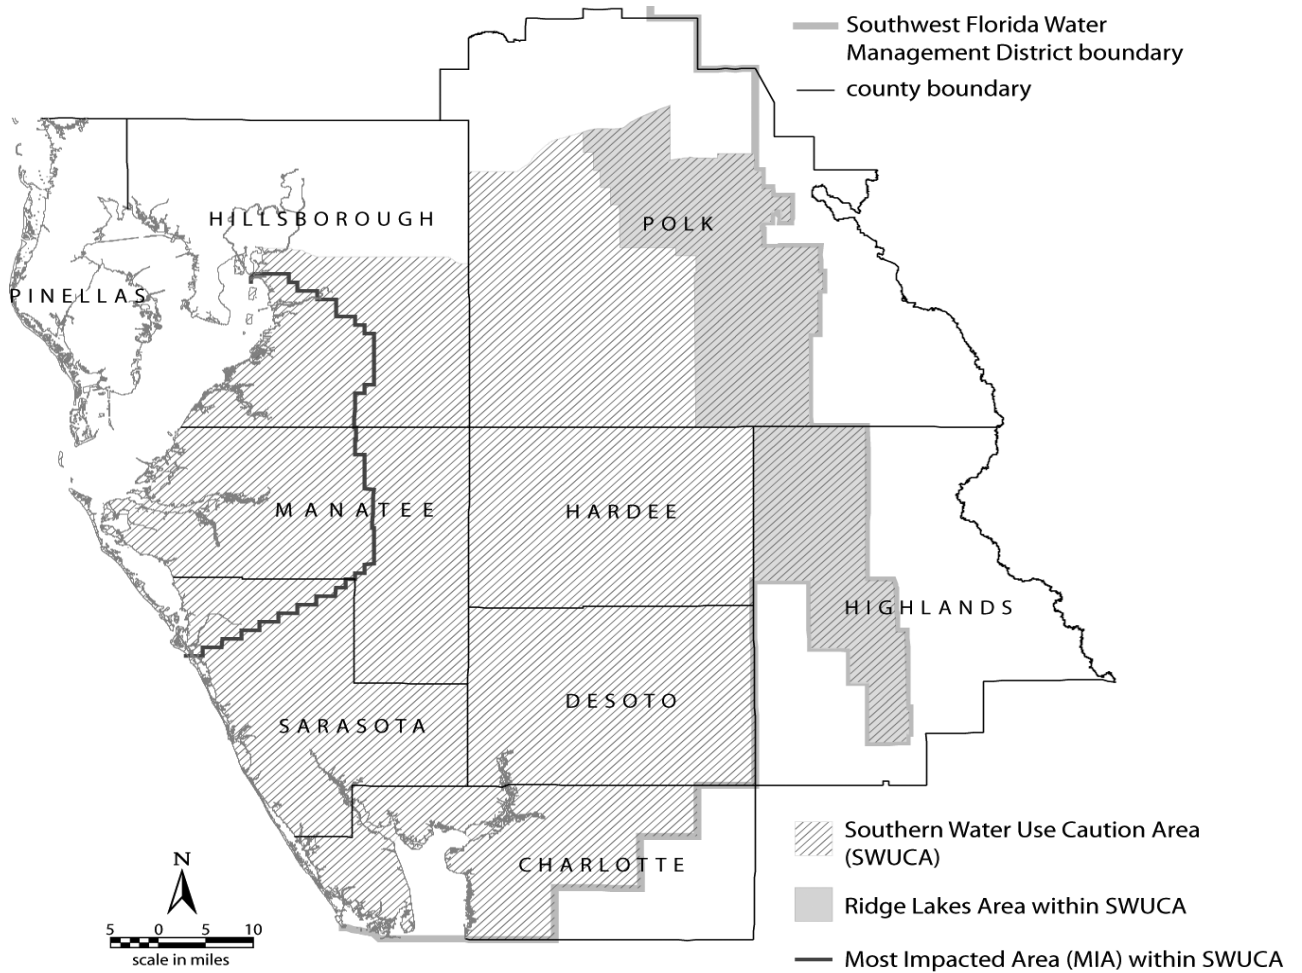 Southwest Florida Water
Management District boundary
county boundary
HILLSBOROUGH
POLK
PINELLAS
MANATEE
HARDEE
HIGHLANDS
DESOTO
SARASOTA
CHARLOTTE
Southern Water Use Caution Area
(SWUCA)
Ridge Lakes Area within SWUCA
Most Impacted Area (MIA) within SWUCA
N
5 0 5 10
scale in miles